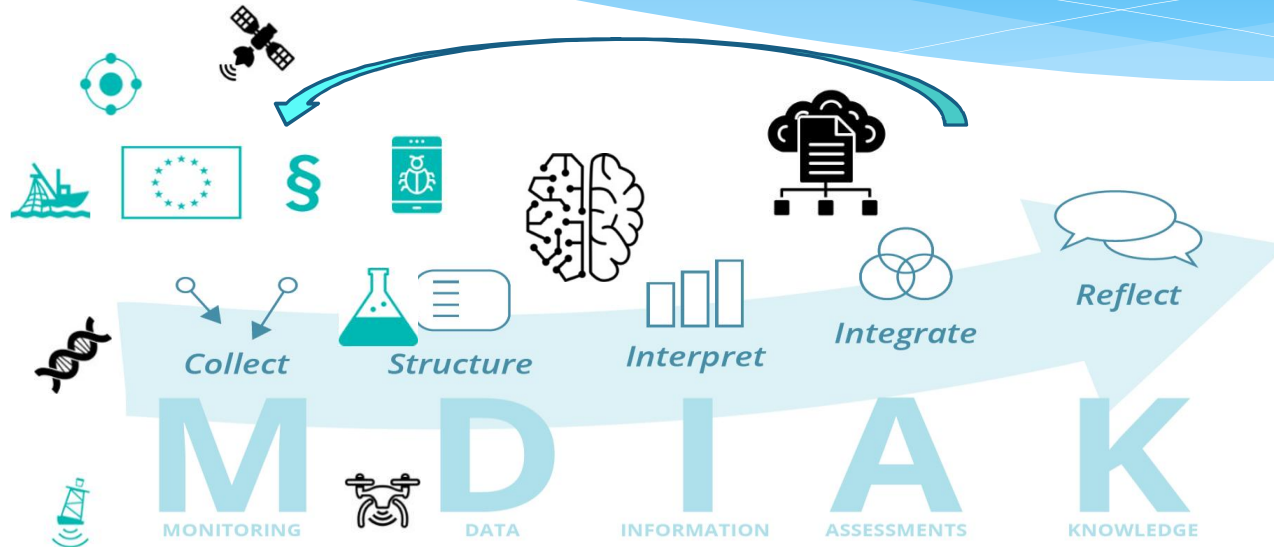 §
Reflect
Integrate
Interpret
Collect
Structure
M D I A K
MONITORING DATA INFORMATION ASSESSMENTS KNOWLEDGE